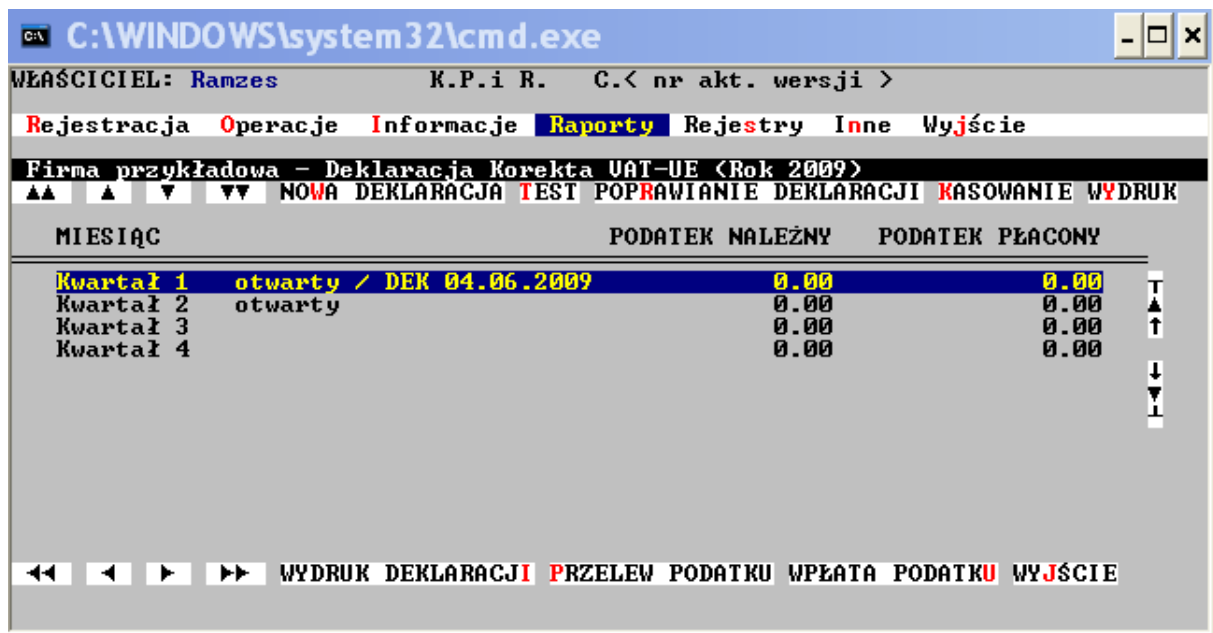 C:\WINDOWS\system32\cmd.exe
WŁAŚCICIEL: Ramzes K.P.i R. C.< nr akt. wersji >
Rejestracja Operacje Informacje Raporty Rejestry Inne Wyjście
Firma przykładowa – Deklaracja Korekta VAT-UE (Rok 2009)
NOWA DEKLARACJA TEST POPRAWIANIE DEKLARACJI KASOWANIE WYDRUK
MIESIĄC PODATEK NALEŻNY PODATEK PŁACONY
Kwartał 1 otwarty / DEK 04.06.2009 0.00 0.00
Kwartał 2 otwarty 0.00 0.00
Kwartał 3 0.00 0.00
Kwartał 4 0.00 0.00
WYDRUK DEKLARACJI PRZELEW PODATKU WPŁATA PODATKU WYJŚCIE